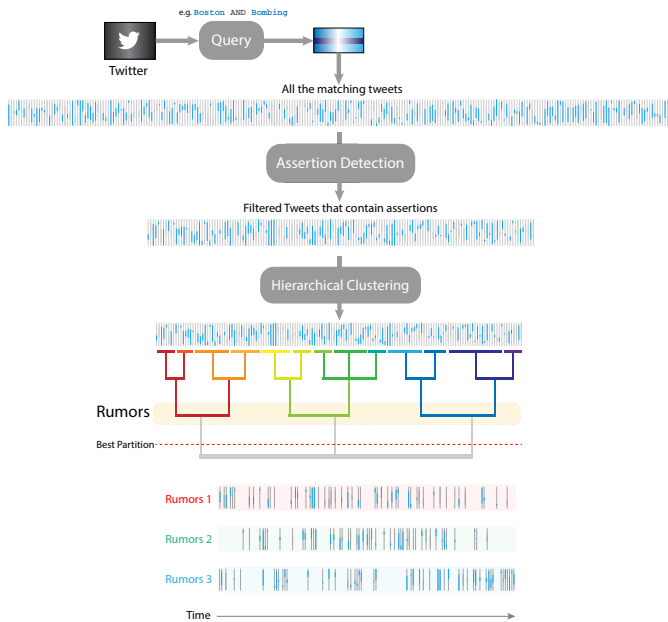 e.g. Boston AND Bombing
Query
Twitter
All the matching tweets
Assertion Detection
Filtered Tweets that contain assertions
Hierarchical Clustering
Rumors
Best Partition
Rumors 1
Rumors 2
Rumors 3
Time